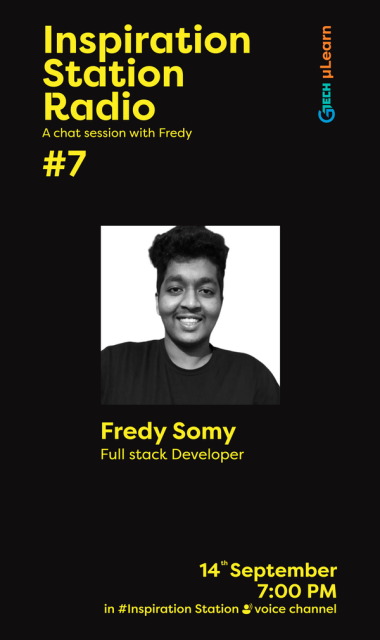 Inspiration
Station
Radio
A chat session with Fredy
#7
GTECH µLearn
Fredy Somy
Full stack Developer
14th September
7:00 PM
in #Inspiration Station voice channel